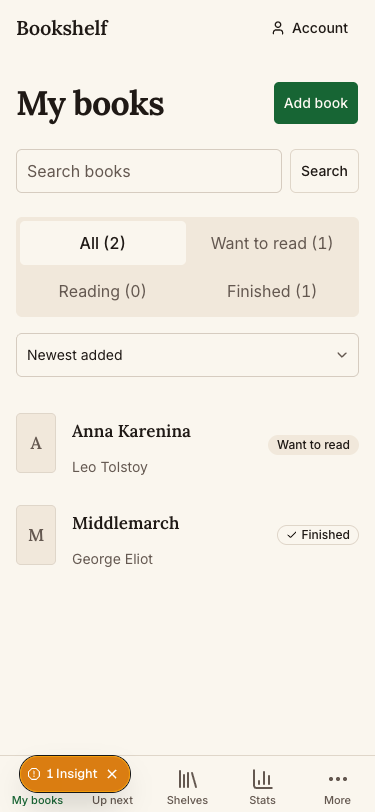 Bookshelf
Account
My books
Add book
Search books
Search
All (2)
Want to read (1)
Reading (0)
Finished (1)
Newest added
A
Anna Karenina
Leo Tolstoy
Want to read
M
Middlemarch
George Eliot
Finished
1 Insight
My books
Up next
Shelves
Stats
More